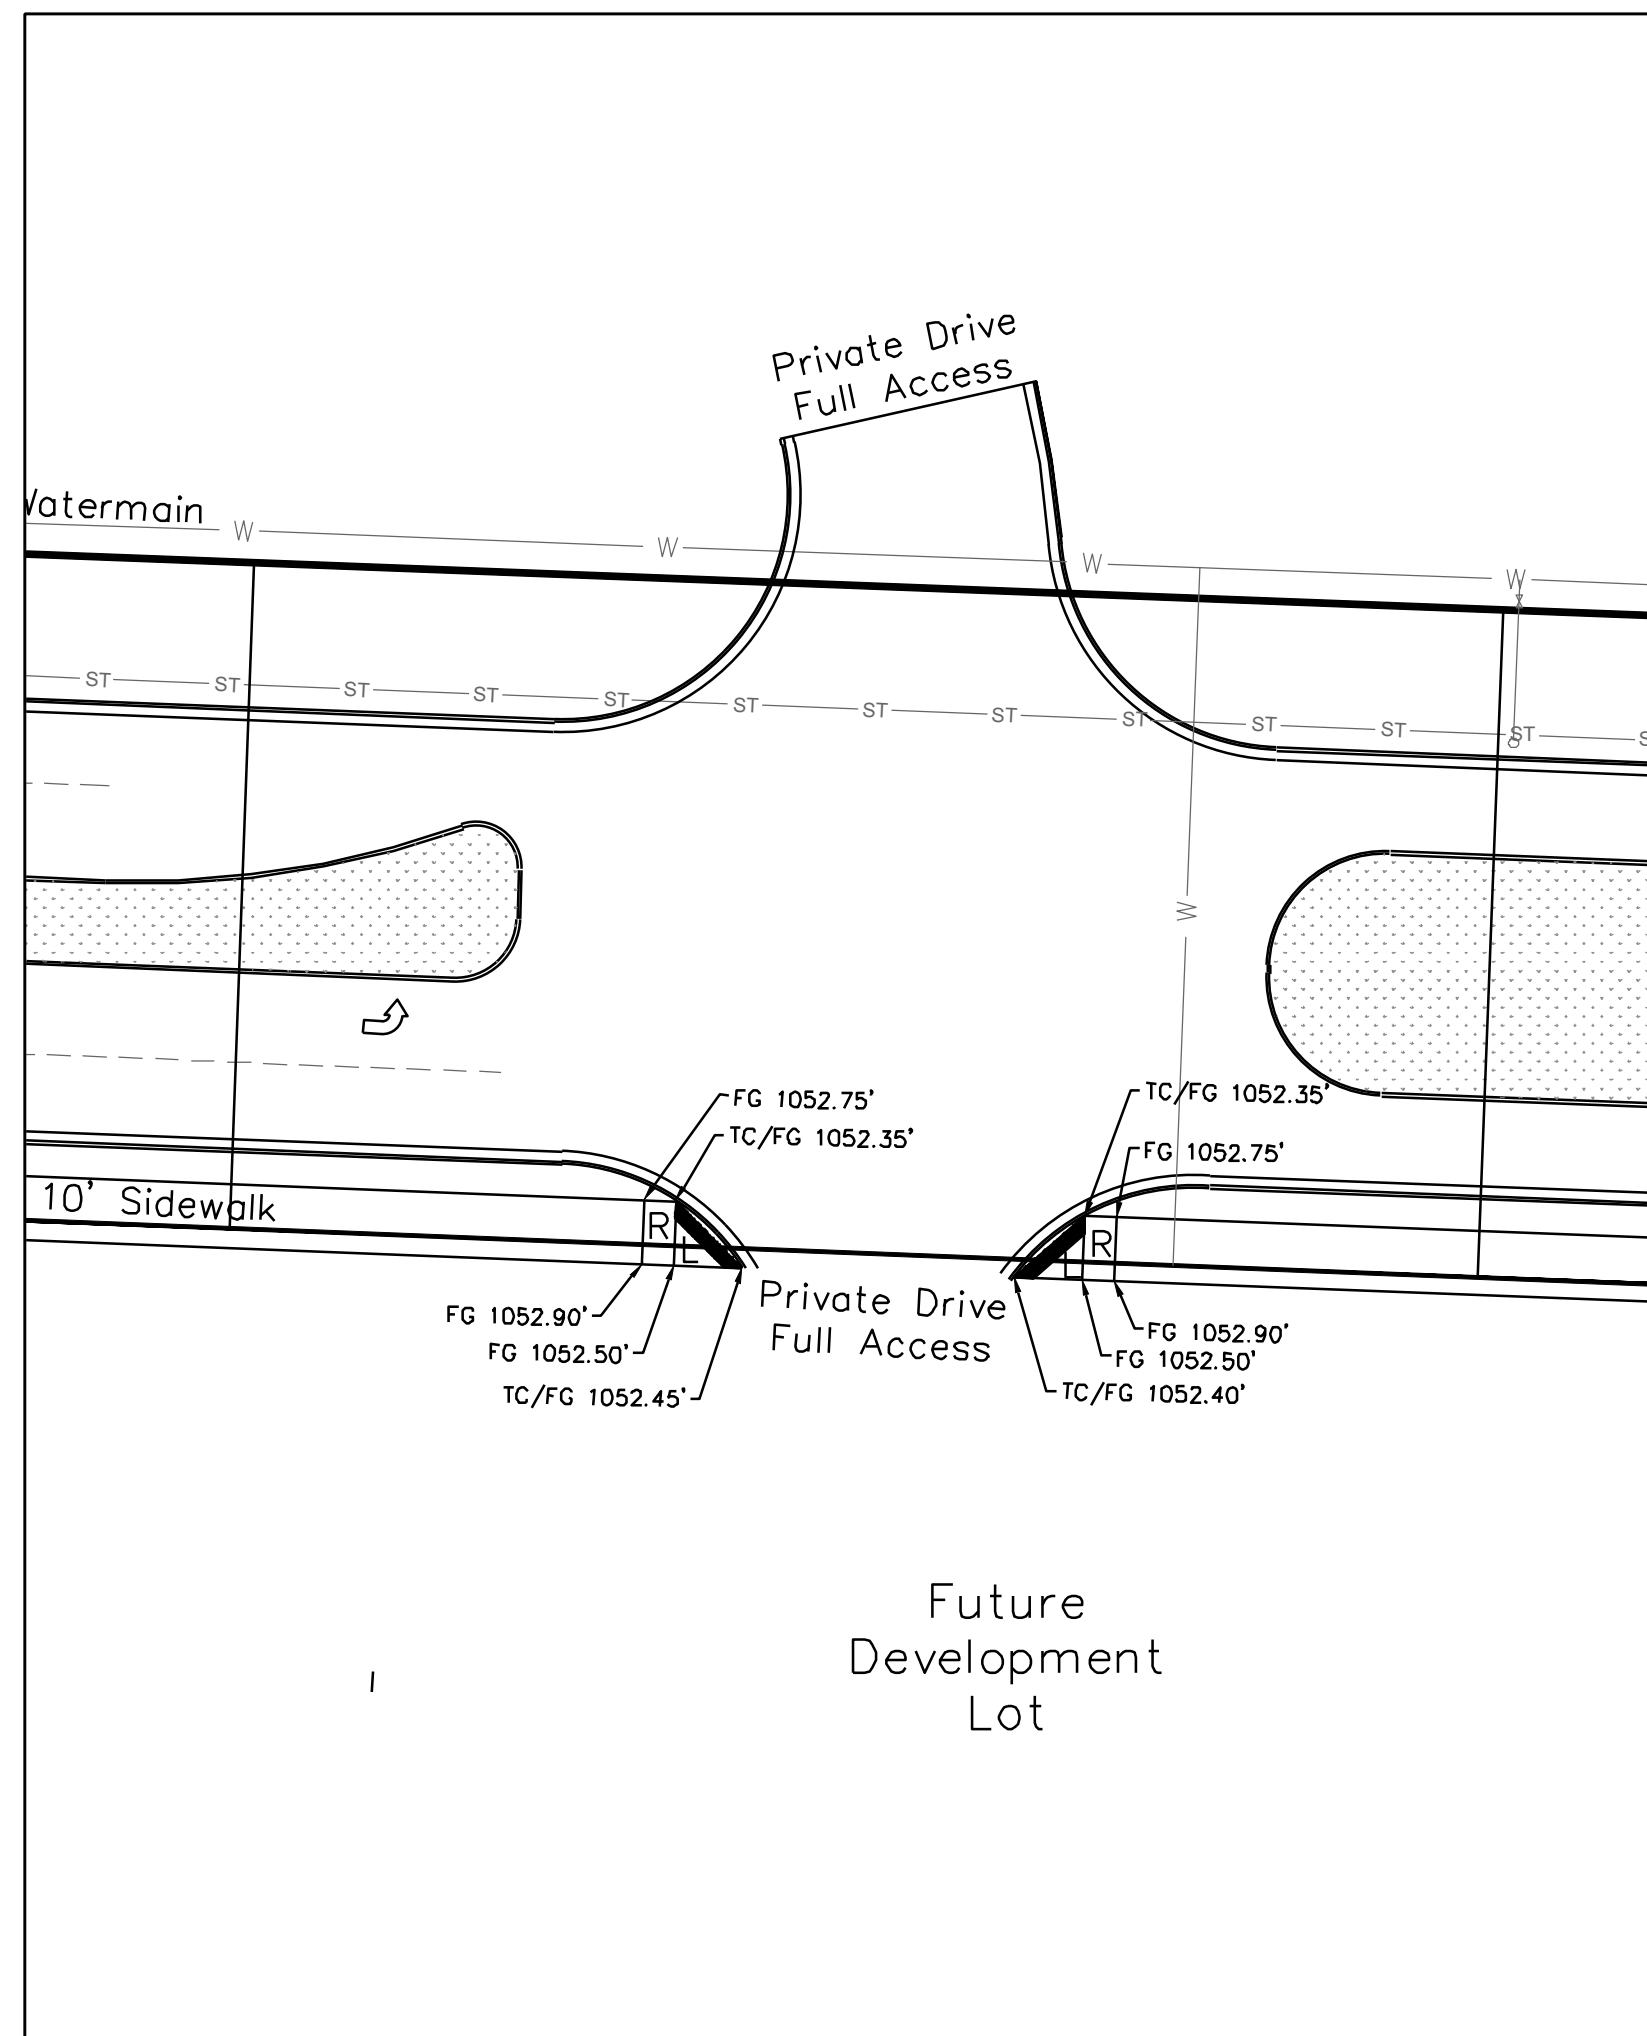 Private Drive
Full Access
Watermain
W W W W
ST ST ST ST ST ST ST ST ST ST ST ST
W
FG 1052.75'
TC/FG 1052.35'
TC/FG 1052.35'
FG 1052.75'
10' Sidewalk
R
L
L
R
Private Drive
Full Access
FG 1052.90'
FG 1052.50'
TC/FG 1052.45'
FG 1052.90'
FG 1052.50'
TC/FG 1052.40'
Future
Development
Lot